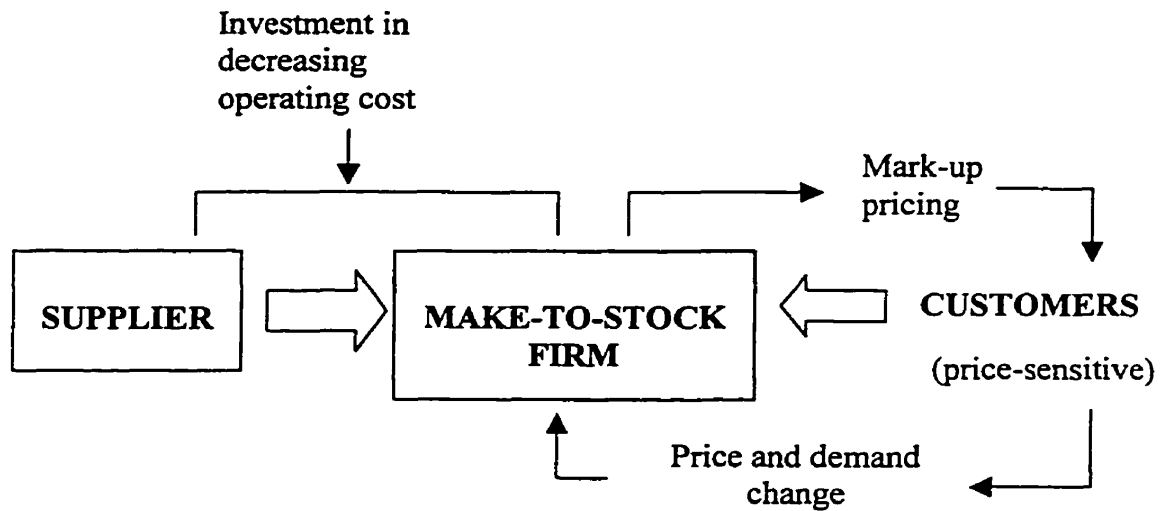 Investment in
decreasing
operating cost
Mark-up
pricing
SUPPLIER
MAKE-TO-STOCK
FIRM
CUSTOMERS
(price-sensitive)
Price and demand
change